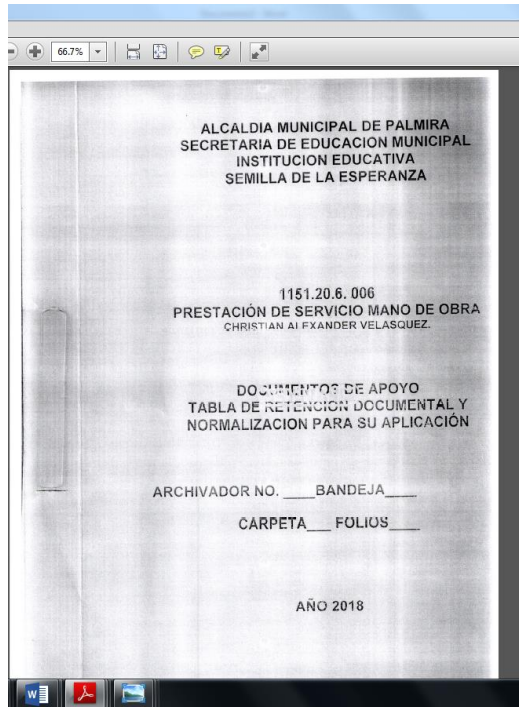 66.7%
ALCALDIA MUNICIPAL DE PALMIRA
SECRETARIA DE EDUCACION MUNICIPAL
INSTITUCION EDUCATIVA
SEMILLA DE LA ESPERANZA
1151.20.6. 006
PRESTACIÓN DE SERVICIO MANO DE OBRA
CHRISTIAN ALEXANDER VELASQUEZ.
DOCUMENTOS DE APOYO
TABLA DE RETENCION DOCUMENTAL Y
NORMALIZACION PARA SU APLICACIÓN
ARCHIVADOR NO. ____BANDEJA____
CARPETA___ FOLIOS____
AÑO 2018